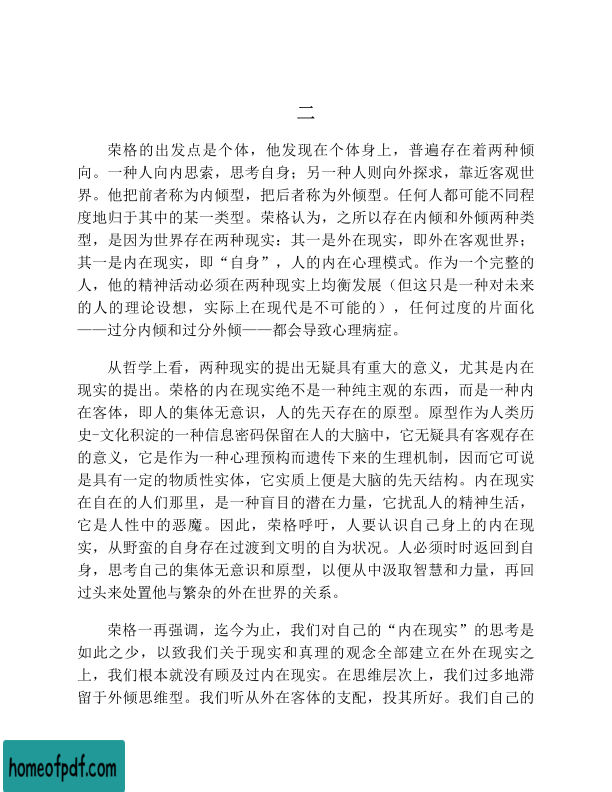 二
荣格的出发点是个体，他发现在个体身上，普遍存在着两种倾
向。一种人向内思索，思考自身；另一种人则向外探求，靠近客观世
界。他把前者称为内倾型，把后者称为外倾型。任何人都可能不同程
度地归于其中的某一类型。荣格认为，之所以存在内倾和外倾两种类
型，是因为世界存在两种现实：其一是外在现实，即外在客观世界；
其一是内在现实，即“自身”，人的内在心理模式。作为一个完整的
人，他的精神活动必须在两种现实上均衡发展（但这只是一种对未来
的人的理论设想，实际上在现代是不可能的），任何过度的片面化
——过分内倾和过分外倾——都会导致心理病症。
从哲学上看，两种现实的提出无疑具有重大的意义，尤其是内在
现实的提出。荣格的内在现实绝不是一种纯主观的东西，而是一种内
在客体，即人的集体无意识，人的先天存在的原型。原型作为人类历
史-文化积淀的一种信息密码保留在人的大脑中，它无疑具有客观存在
的意义，它是作为一种心理预构而遗传下来的生理机制，因而它可说
是具有一定的物质性实体，它实质上便是大脑的先天结构。内在现实
在自在的人们那里，是一种盲目的潜在力量，它扰乱人的精神生活，
它是人性中的恶魔。因此，荣格呼吁，人要认识自己身上的内在现
实，从野蛮的自身存在过渡到文明的自为状况。人必须时时返回到自
身，思考自己的集体无意识和原型，以便从中汲取智慧和力量，再回
过头来处置他与繁杂的外在世界的关系。
荣格一再强调，迄今为止，我们对自己的“内在现实”的思考是
如此之少，以致我们关于现实和真理的观念全部建立在外在现实之
上，我们根本就没有顾及过内在现实。在思维层次上，我们过多地滞
留于外倾思维型。我们听从外在客体的支配，投其所好。我们自己的
homeofpdf.com